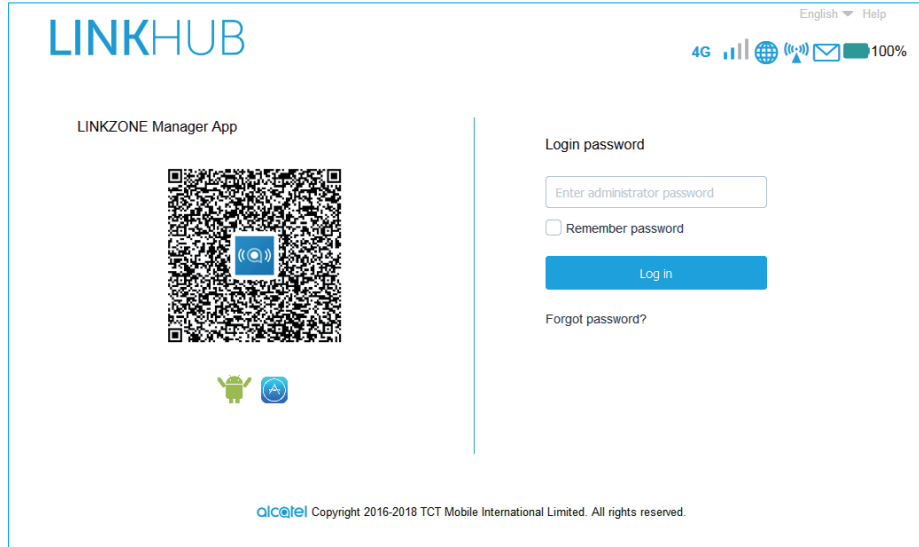 English Help
LINKHUB
4G 100%
LINKZONE Manager App
Login password
Enter administrator password
Remember password
Log in
Forgot password?
alcatel Copyright 2016-2018 TCT Mobile International Limited. All rights reserved.